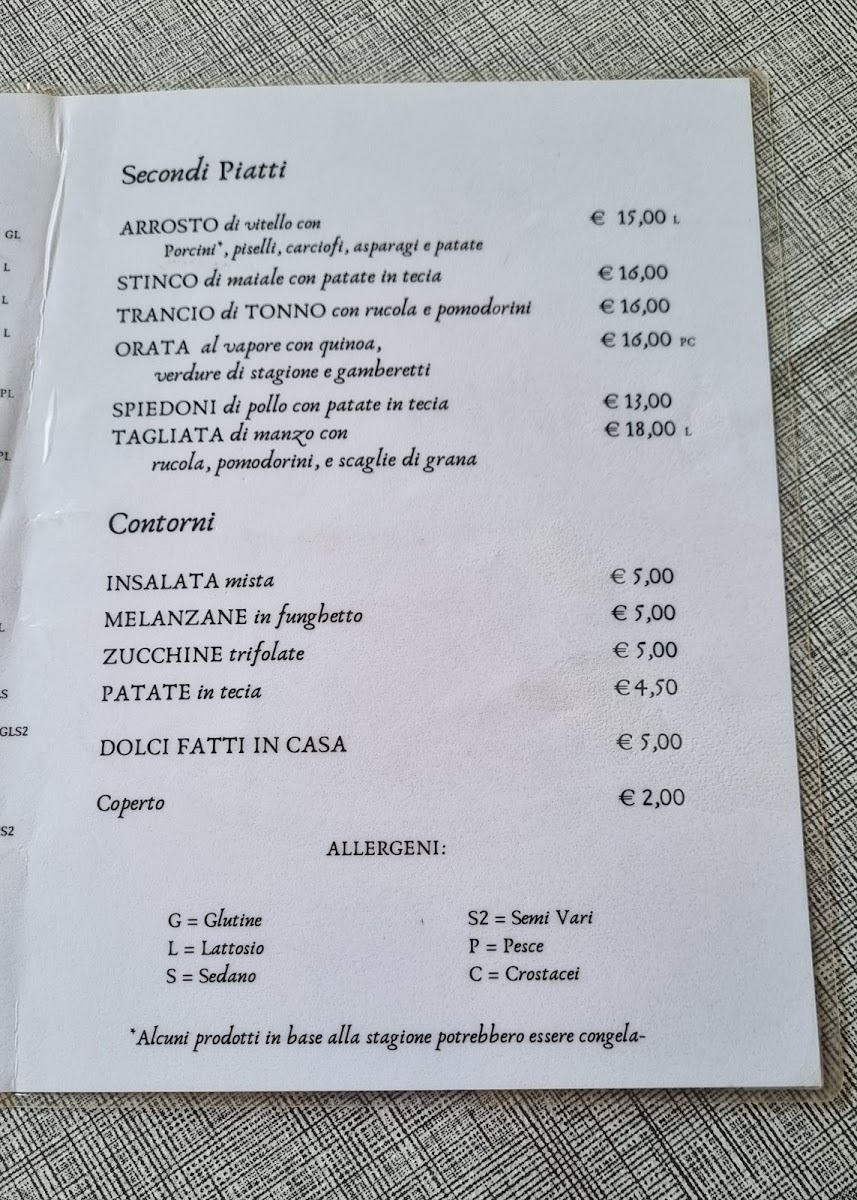 GL
L
L
L
PL
PL
L
S
GLS2
S2
Secondi Piatti
ARROSTO di vitello con € 15,00 L
Porcini*, piselli, carciofi, asparagi e patate
STINCO di maiale con patate in tecia € 16,00
TRANCIO di TONNO con rucola e pomodorini € 16,00
ORATA al vapore con quinoa, € 16,00 PC
verdure di stagione e gamberetti
SPIEDONI di pollo con patate in tecia € 13,00
TAGLIATA di manzo con € 18,00 L
rucola, pomodorini, e scaglie di grana
Contorni
INSALATA mista € 5,00
MELANZANE in funghetto € 5,00
ZUCCHINE trifolate € 5,00
PATATE in tecia €4,50
DOLCI FATTI IN CASA € 5,00
Coperto € 2,00
ALLERGENI:
G = Glutine S2 = Semi Vari
L = Lattosio P = Pesce
S = Sedano C = Crostacei
*Alcuni prodotti in base alla stagione potrebbero essere congela-